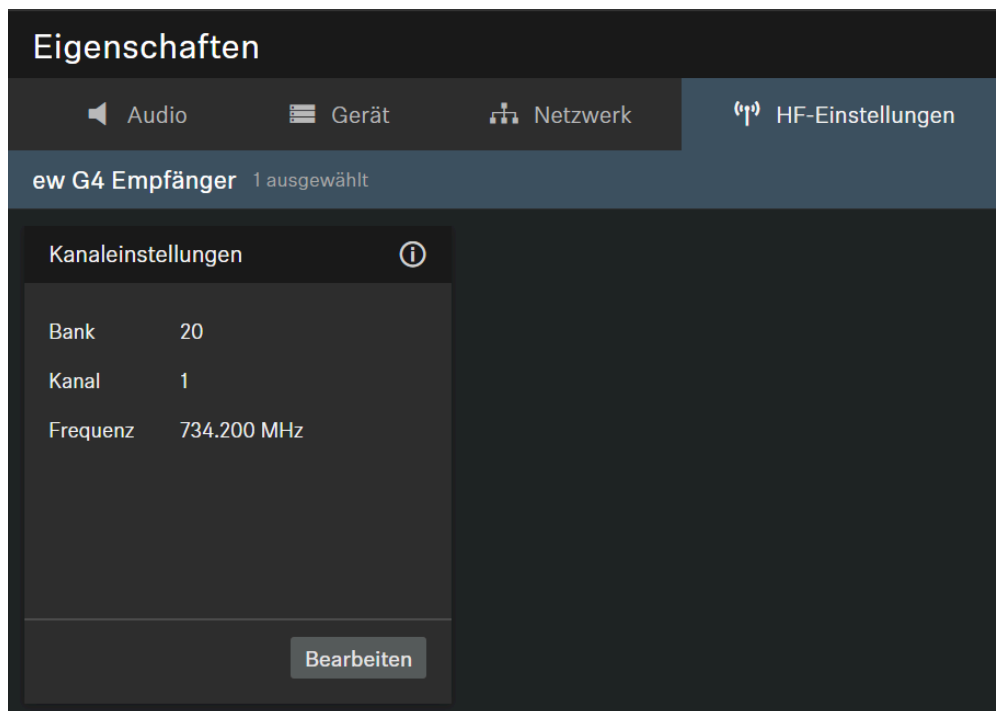 Eigenschaften
Audio Gerät Netzwerk HF-Einstellungen
ew G4 Empfänger 1 ausgewählt
Kanaleinstellungen
Bank 20
Kanal 1
Frequenz 734.200 MHz
Bearbeiten